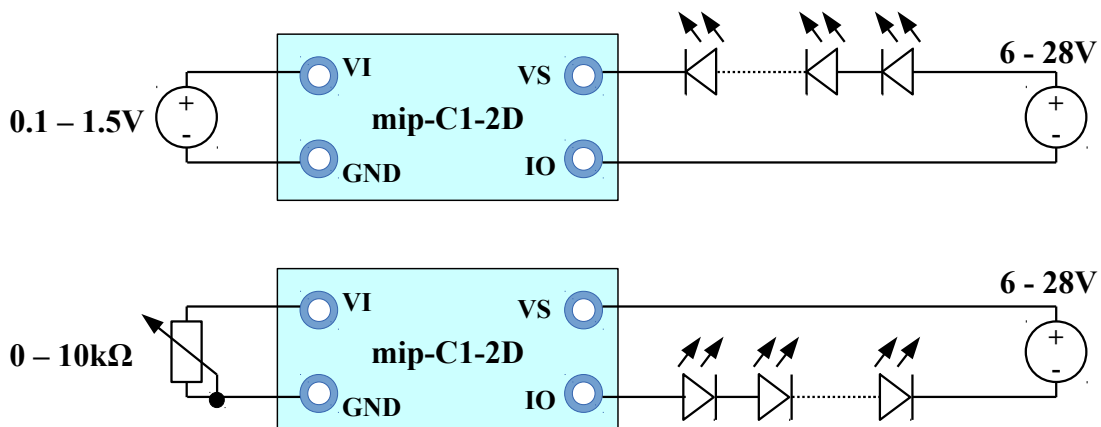 6 - 28V
VI
VS
+
+
0.1 – 1.5V
mip-C1-2D
-
-
GND
IO
6 - 28V
VI
VS
+
0 – 10kΩ
mip-C1-2D
-
GND
IO